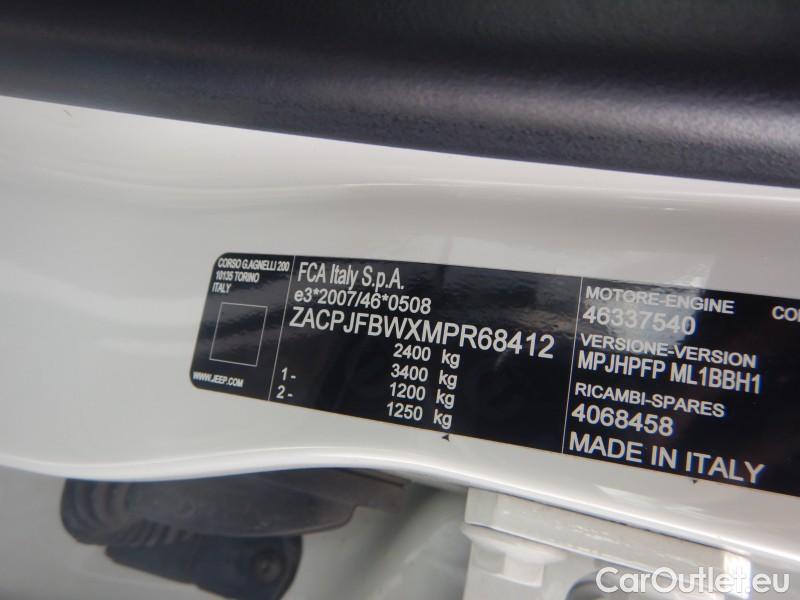 CORSO G.AGNELLI 200
10135 TORINO
ITALY
WWW.JEEP.COM
FCA Italy S.p.A.
e3*2007/46*0508
ZACPJFBWXMPR68412
2400 kg
1 - 3400 kg
2 - 1200 kg
1250 kg
MOTORE-ENGINE
46337540
VERSIONE-VERSION
MPJHPFP ML1BBH1
RICAMBI-SPARES
4068458
MADE IN ITALY
CarOutlet.eu